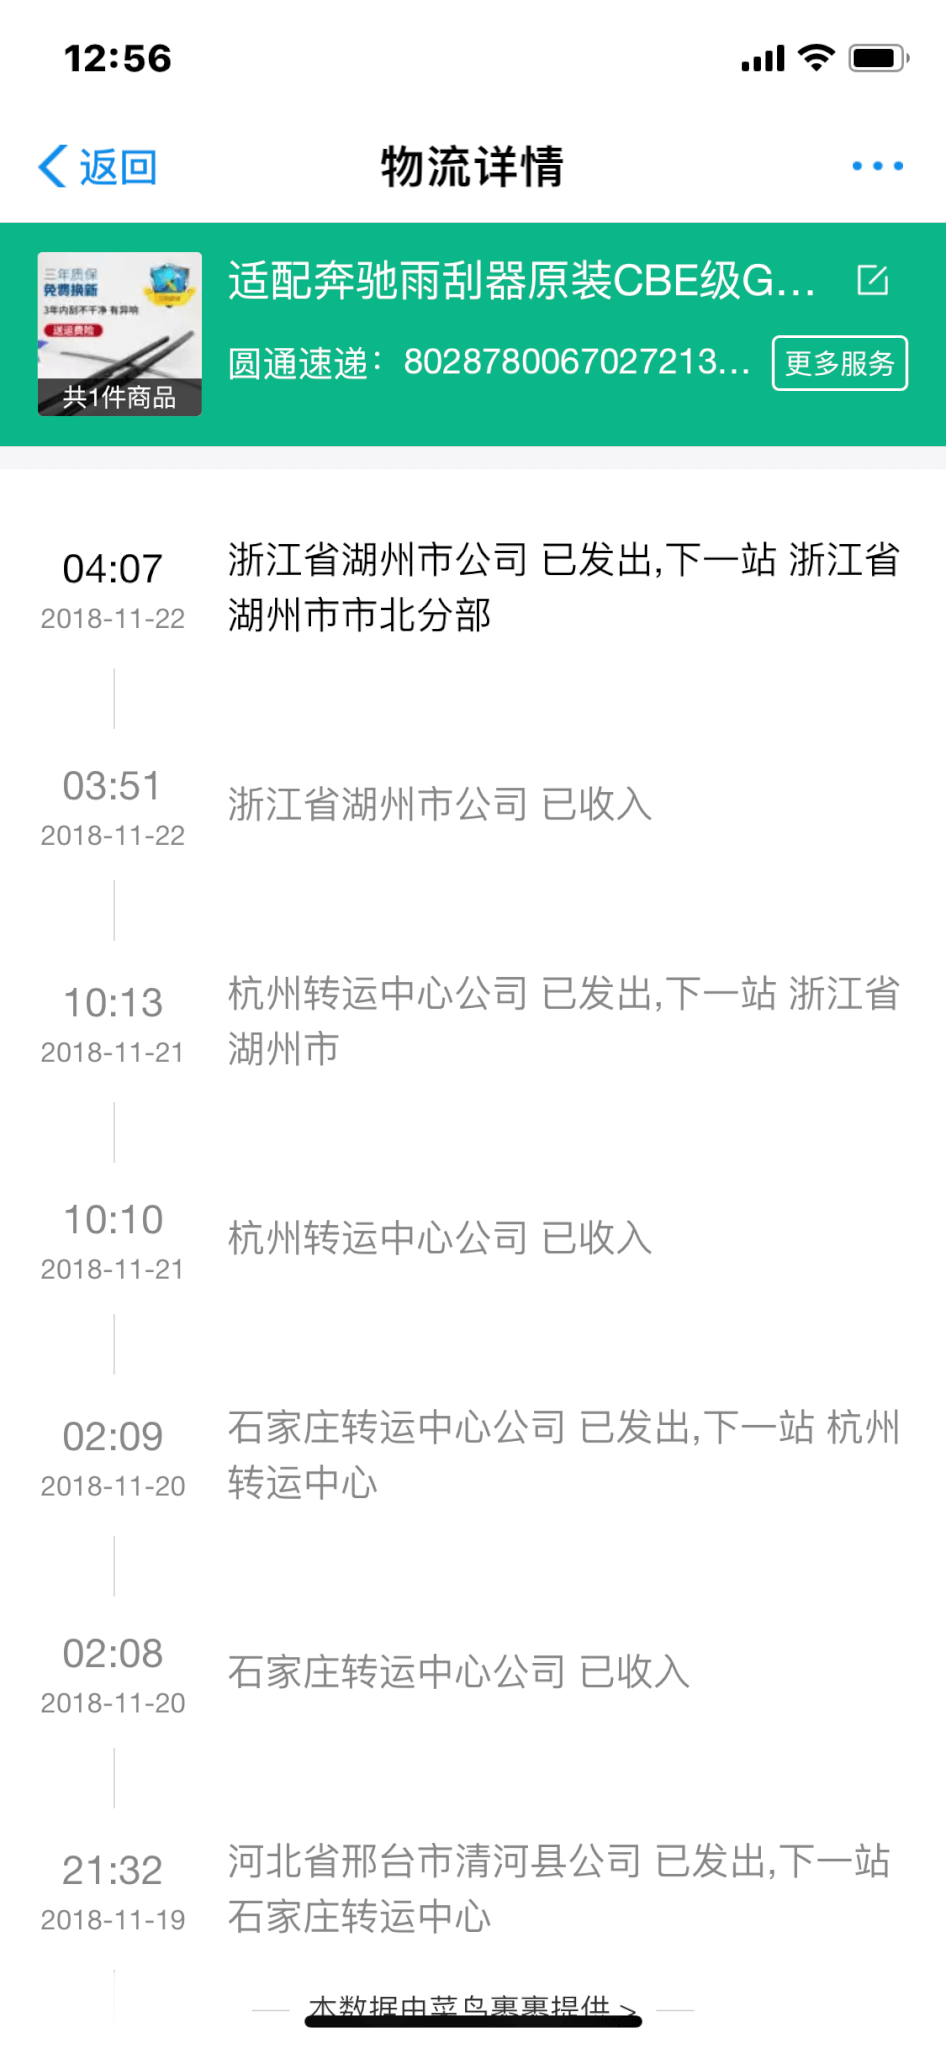 12:56
返回
物流详情
三年质保
免费换新
3年内刮不干净 有异响
送运费险
共1件商品
适配奔驰雨刮器原装CBE级G...
圆通速递：8028780067027213...
更多服务
04:07
2018-11-22
浙江省湖州市公司 已发出,下一站 浙江省
湖州市市北分部
03:51
2018-11-22
浙江省湖州市公司 已收入
10:13
2018-11-21
杭州转运中心公司 已发出,下一站 浙江省
湖州市
10:10
2018-11-21
杭州转运中心公司 已收入
02:09
2018-11-20
石家庄转运中心公司 已发出,下一站 杭州
转运中心
02:08
2018-11-20
石家庄转运中心公司 已收入
21:32
2018-11-19
河北省邢台市清河县公司 已发出,下一站
石家庄转运中心
本数据由菜鸟裹裹提供 >